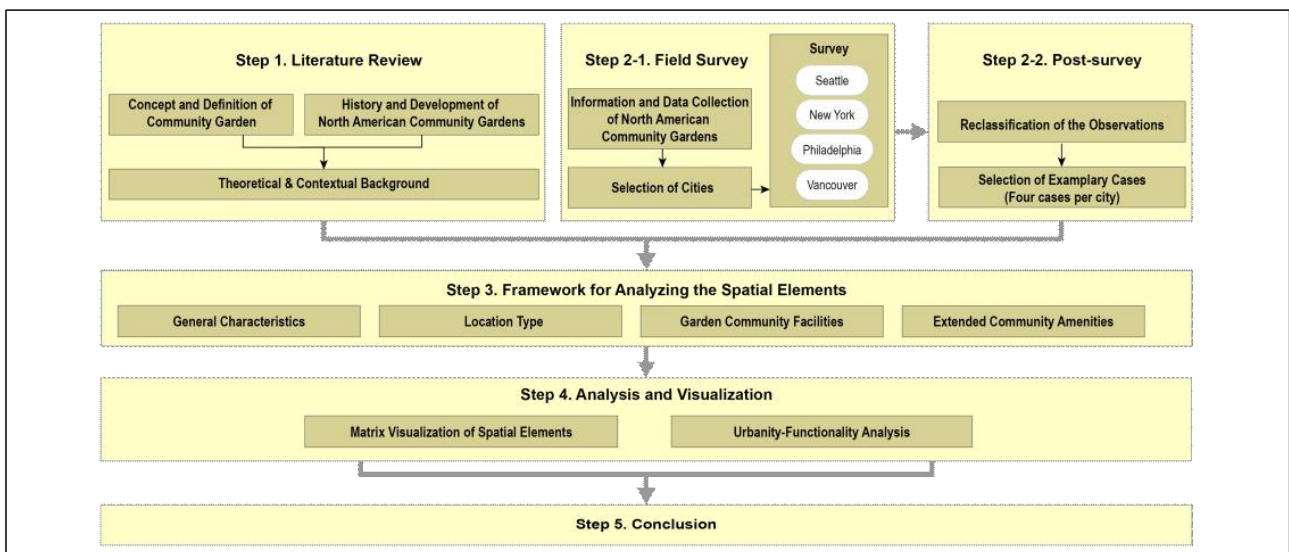 Step 1. Literature Review
Concept and Definition of
Community Garden
History and Development of
North American Community Gardens
Theoretical & Contextual Background
Step 2-1. Field Survey
Information and Data Collection
of North American
Community Gardens
Selection of Cities
Survey
Seattle
New York
Philadelphia
Vancouver
Step 2-2. Post-survey
Reclassification of the Observations
Selection of Examplary Cases
(Four cases per city)
Step 3. Framework for Analyzing the Spatial Elements
General Characteristics
Location Type
Garden Community Facilities
Extended Community Amenities
Step 4. Analysis and Visualization
Matrix Visualization of Spatial Elements
Urbanity-Functionality Analysis
Step 5. Conclusion